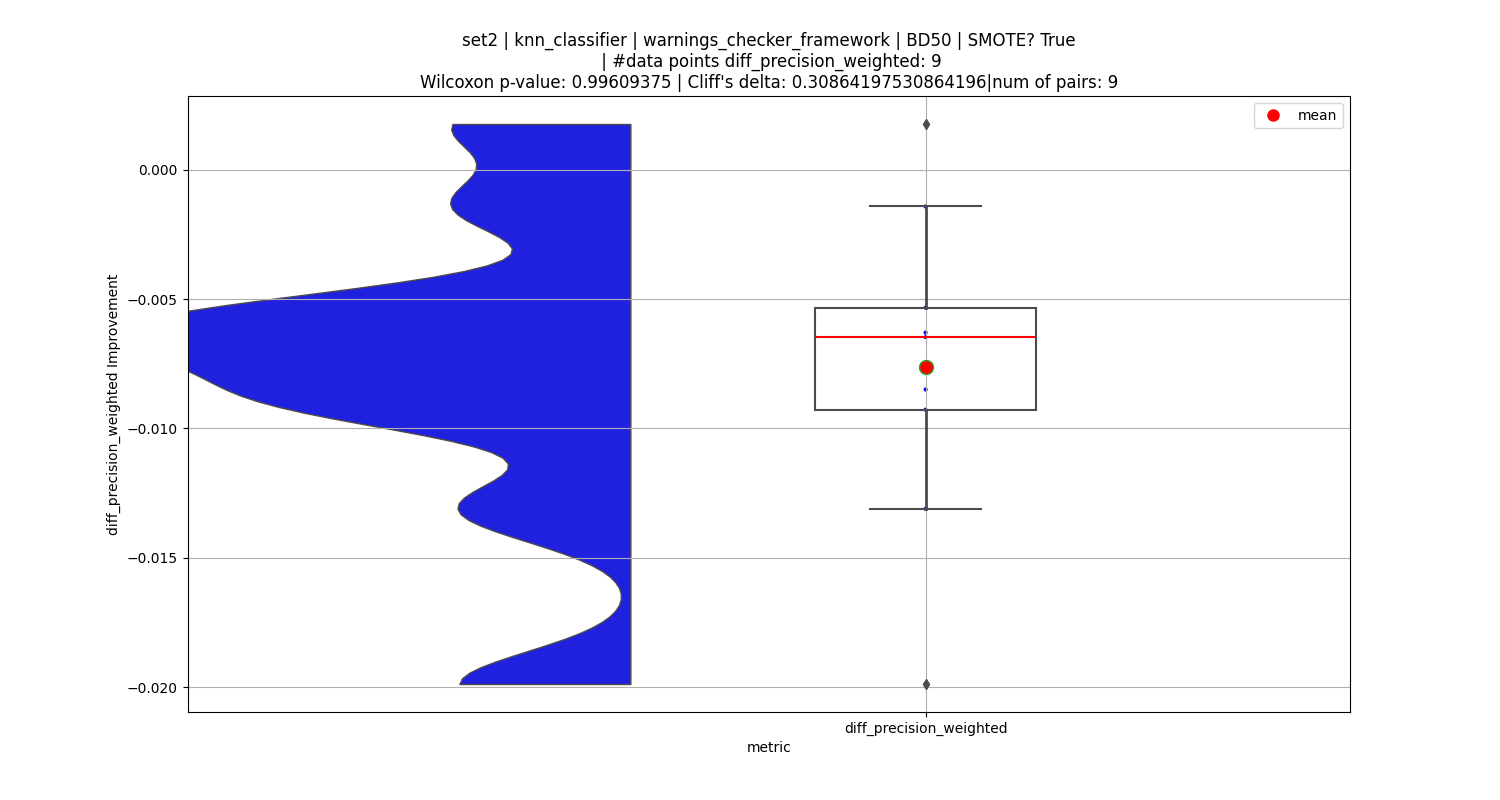 set2 | knn_classifier | warnings_checker_framework | BD50 | SMOTE? True
| #data points diff_precision_weighted: 9
Wilcoxon p-value: 0.99609375 | Cliff's delta: 0.30864197530864196|num of pairs: 9
mean
0.000
−0.005
−0.010
−0.015
−0.020
diff_precision_weighted Improvement
diff_precision_weighted
metric